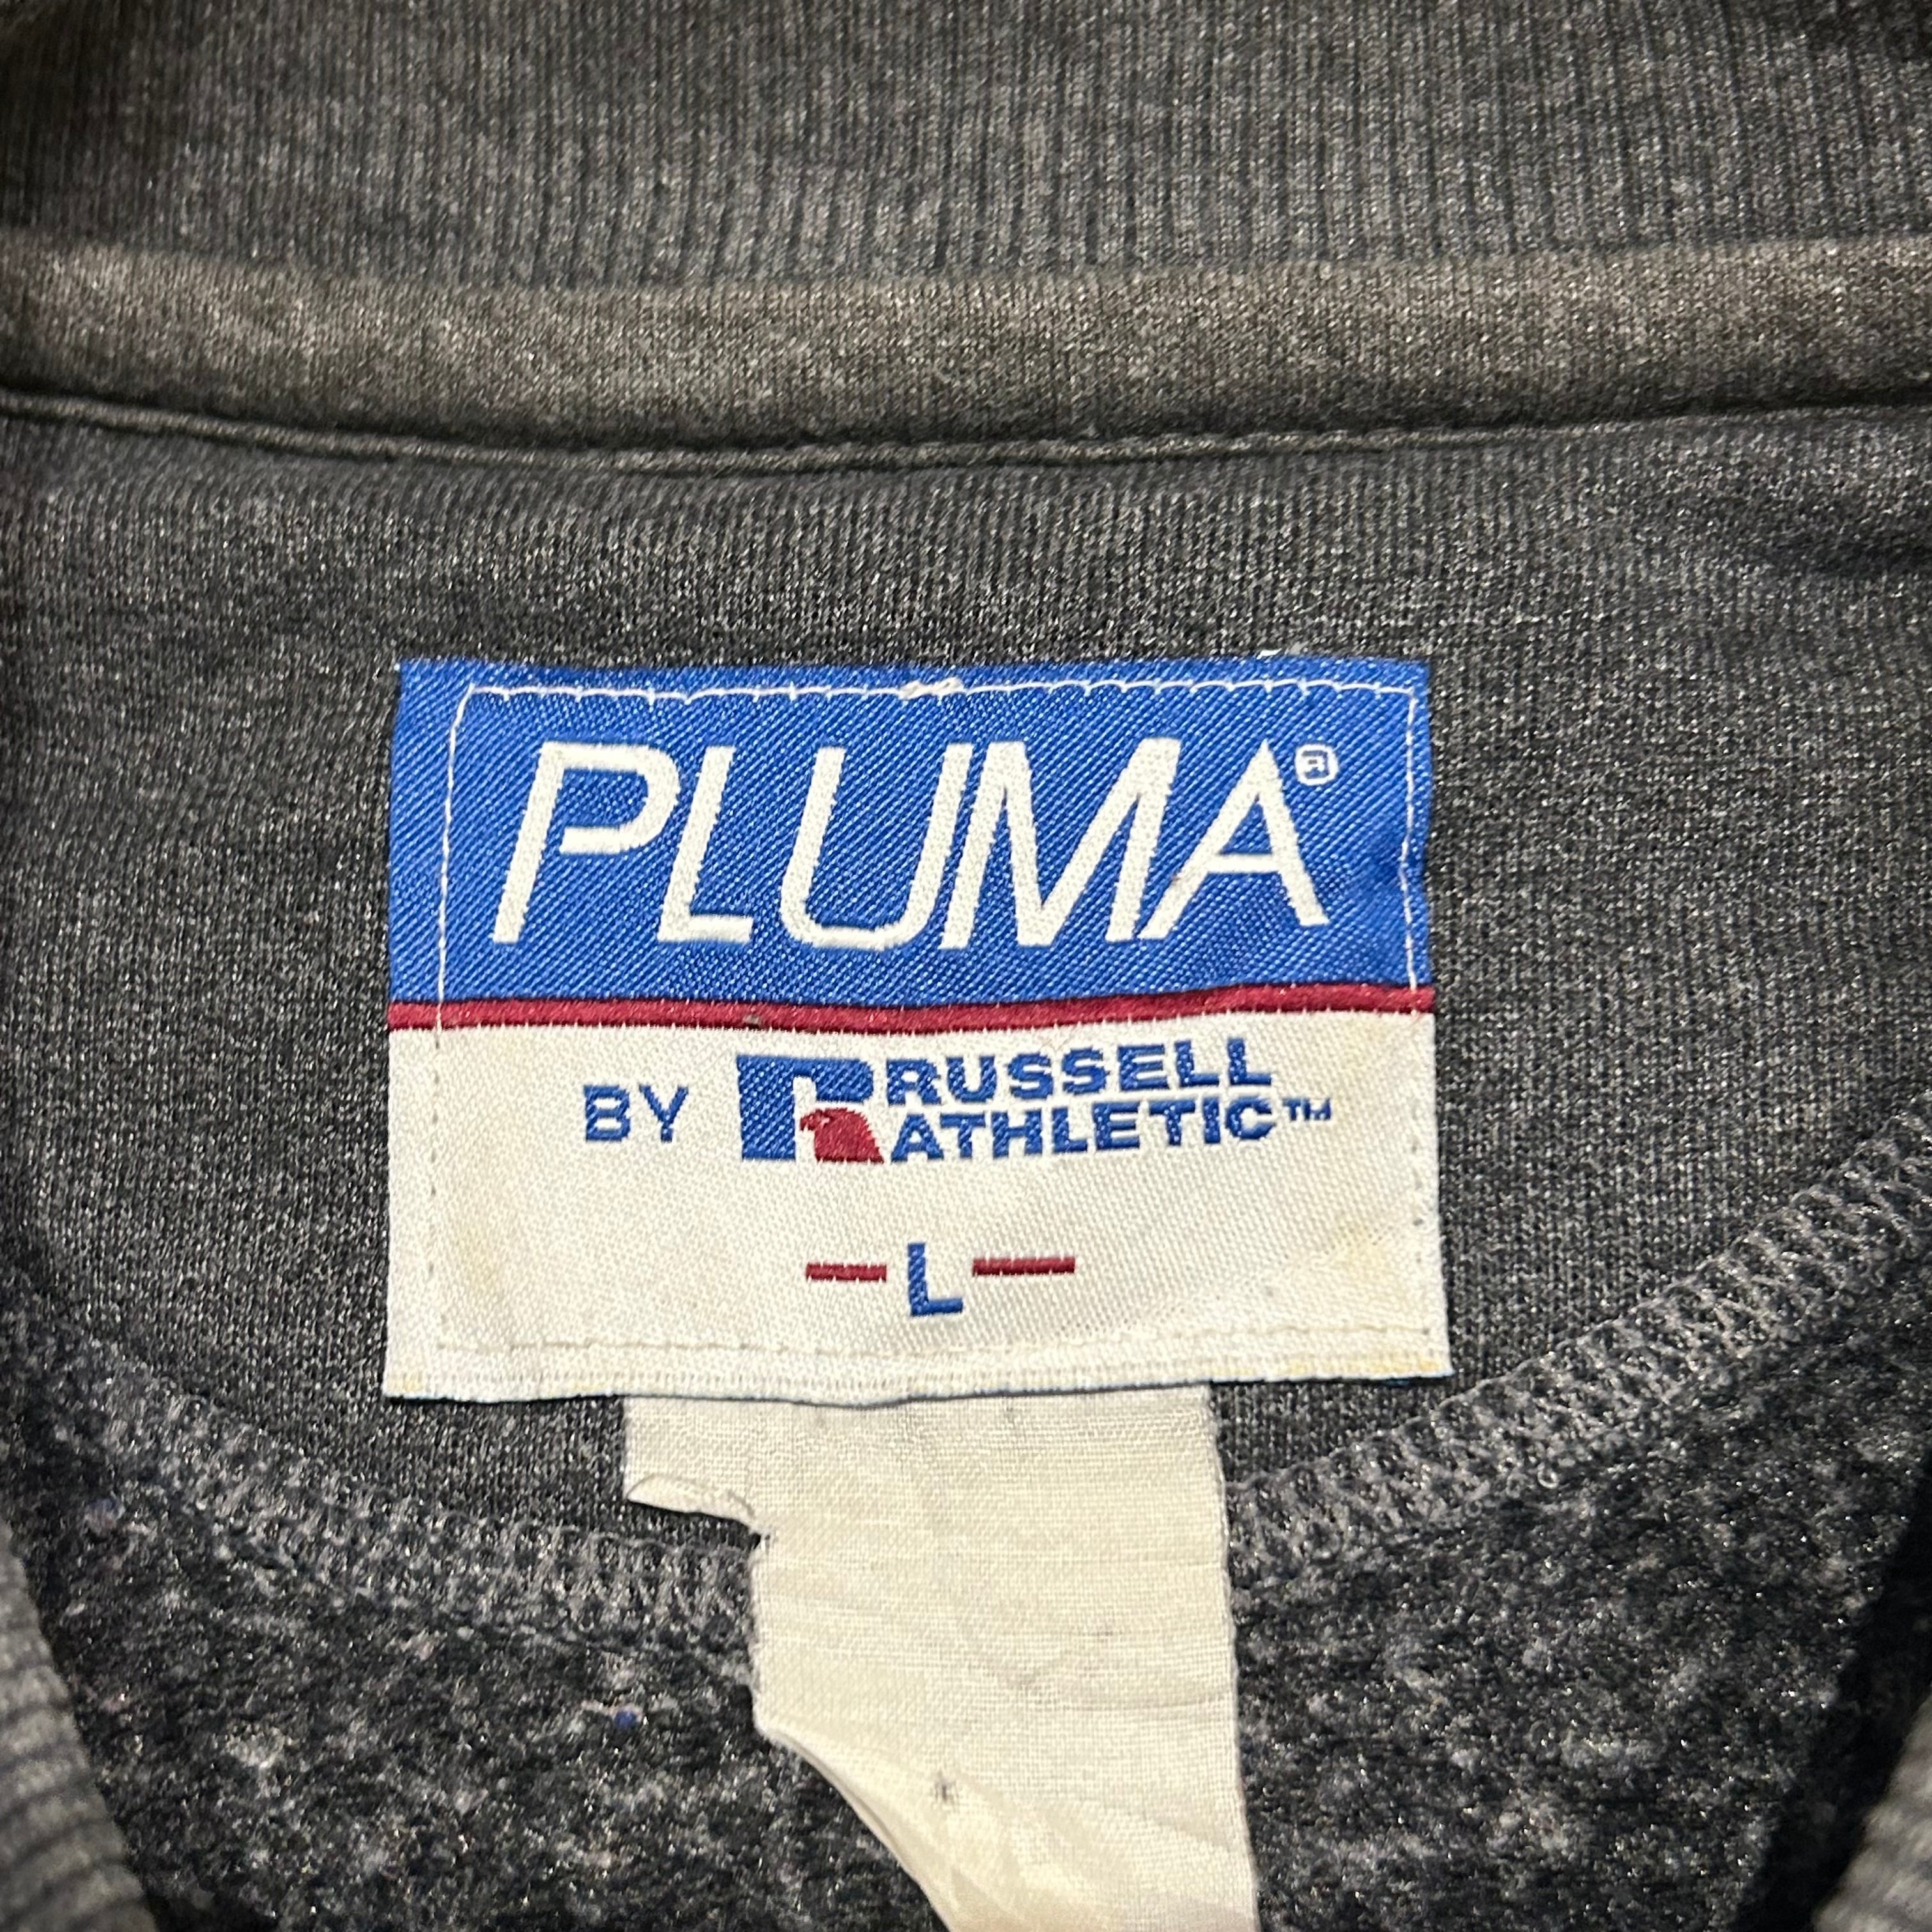 PLUMA®
BY RUSSELL
ATHLETIC™
L